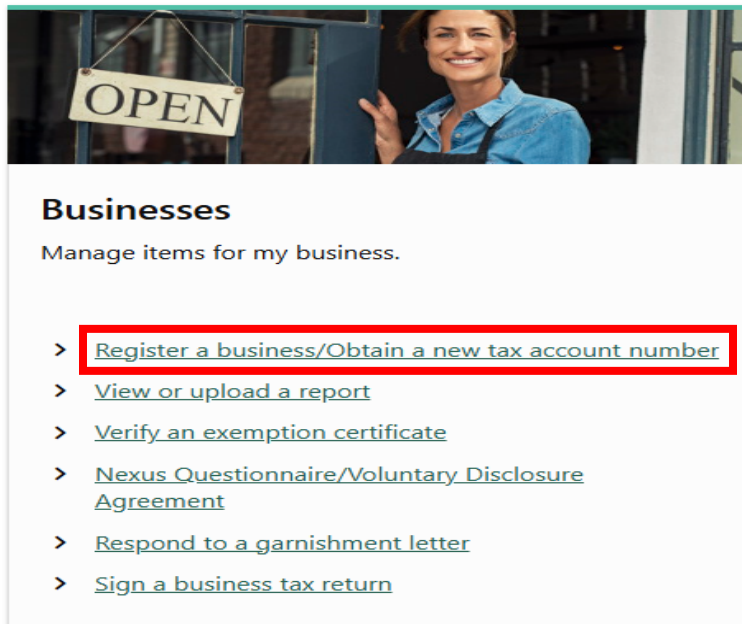 OPEN
Businesses
Manage items for my business.
> Register a business/Obtain a new tax account number
> View or upload a report
> Verify an exemption certificate
> Nexus Questionnaire/Voluntary Disclosure
Agreement
> Respond to a garnishment letter
> Sign a business tax return